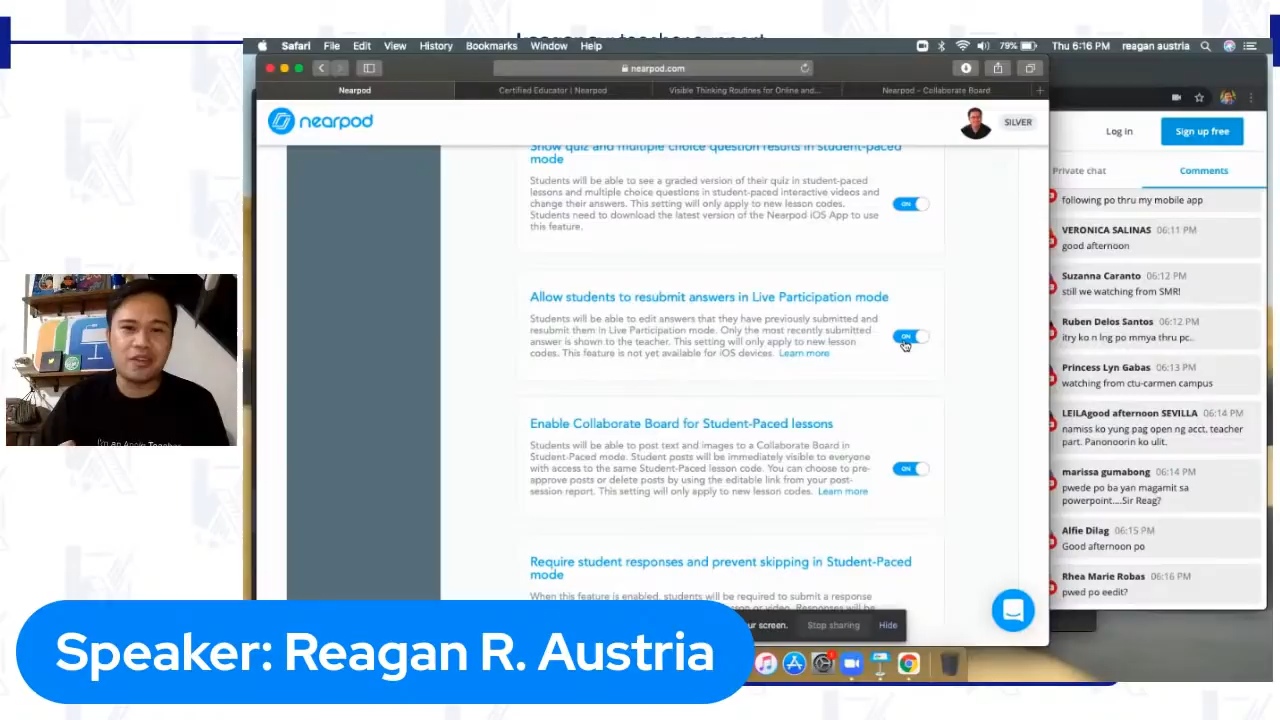 Safari File Edit View History Bookmarks Window Help
79% Thu 6:16 PM reagan austria
nearpod.com
Nearpod
Certified Educator | Nearpod
Visible Thinking Routines for Online and...
Nearpod - Collaborate Board
nearpod
SILVER
Show quiz and multiple choice question results in student-paced
mode
Students will be able to see a graded version of their quiz in student-paced
lessons and multiple choice questions in student-paced interactive videos and
change their answers. This setting will only apply to new lesson codes.
Students need to download the latest version of the Nearpod iOS App to use
this feature.
ON
Allow students to resubmit answers in Live Participation mode
Students will be able to edit answers that they have previously submitted and
resubmit them in Live Participation mode. Only the most recently submitted
answer is shown to the teacher. This setting will only apply to new lesson
codes. This feature is not yet available for iOS devices. Learn more
ON
Enable Collaborate Board for Student-Paced lessons
Students will be able to post text and images to a Collaborate Board in
Student-Paced mode. Student posts will be immediately visible to everyone
with access to the same Student-Paced lesson code. You can choose to pre-
approve posts or delete posts by using the editable link from your post-
session report. This setting will only apply to new lesson codes. Learn more
ON
Require student responses and prevent skipping in Student-Paced
mode
When this feature is enabled, students will be required to submit a response
or video. Responses will be
ur screen. Stop sharing Hide
Log in
Sign up free
Private chat
Comments
following po thru my mobile app
VERONICA SALINAS 06:11 PM
good afternoon
Suzanna Caranto 06:12 PM
still we watching from SMR!
Ruben Delos Santos 06:12 PM
itry ko n lng po mmya thru pc..
Princess Lyn Gabas 06:13 PM
watching from ctu-carmen campus
LEILAgood afternoon SEVILLA 06:14 PM
namiss ko yung pag open ng acct, teacher
part. Panonoorin ko ulit.
marissa gumabong 06:14 PM
pwede po ba yan magamit sa
powerpoint....Sir Reag?
Alfie Dilag 06:15 PM
Good afternoon po
Rhea Marie Robas 06:16 PM
pwed po eedit?
Speaker: Reagan R. Austria